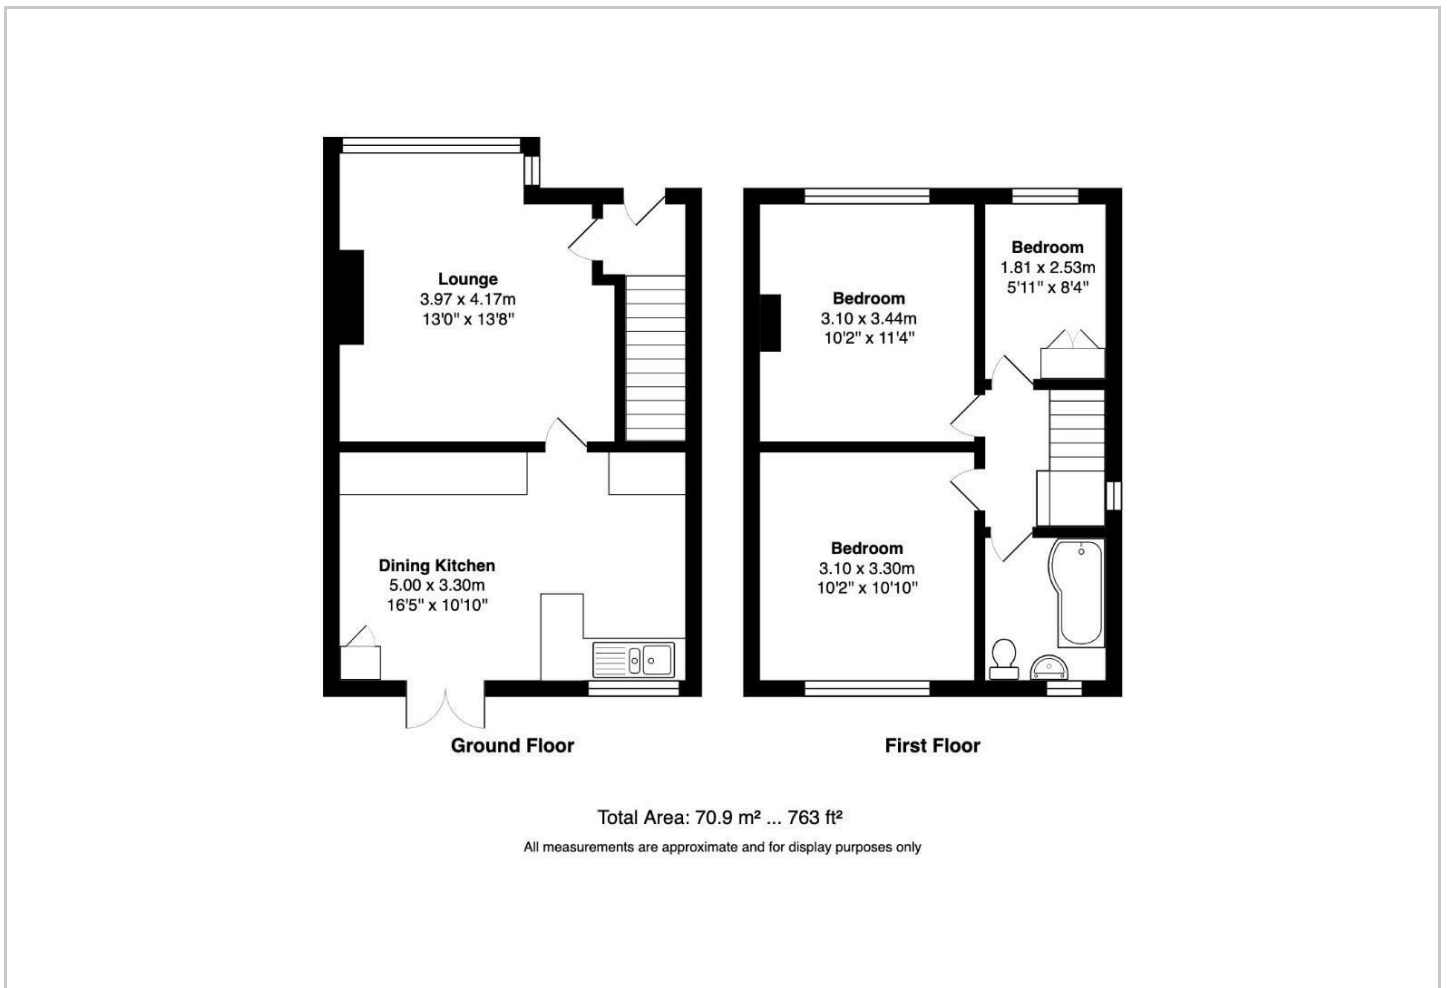 Lounge
3.97 x 4.17m
13'0" x 13'8"
Dining Kitchen
5.00 x 3.30m
16'5" x 10'10"
Ground Floor
Bedroom
3.10 x 3.44m
10'2" x 11'4"
Bedroom
1.81 x 2.53m
5'11" x 8'4"
Bedroom
3.10 x 3.30m
10'2" x 10'10"
First Floor
Total Area: 70.9 m² ... 763 ft²
All measurements are approximate and for display purposes only